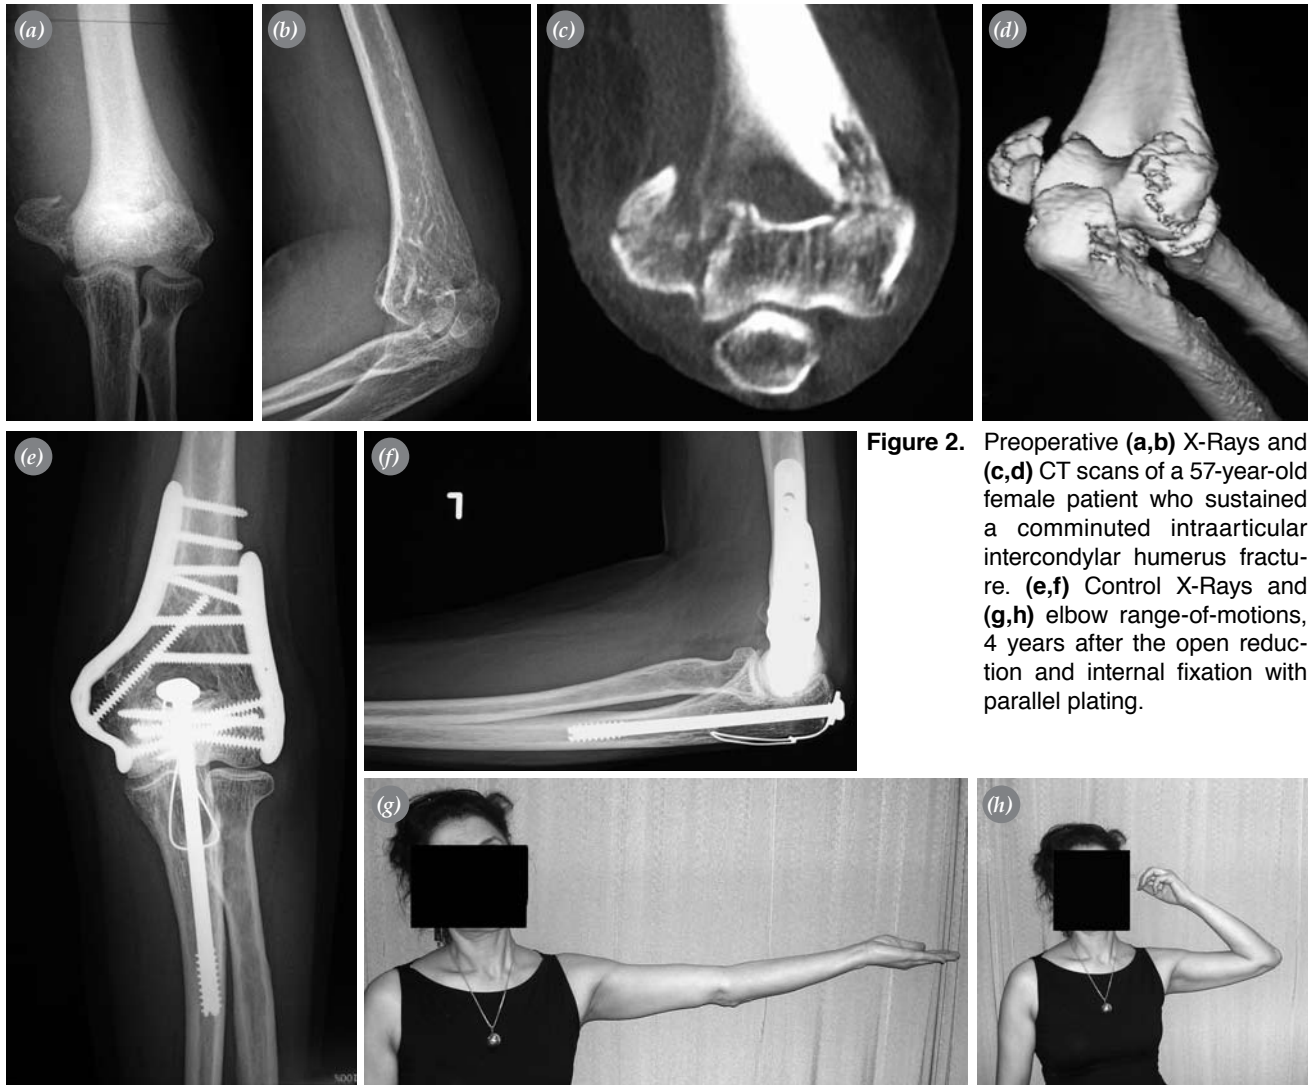 (a)
(b)
(c)
(d)
(e)
(f)
Figure 2. Preoperative (a,b) X-Rays and
(c,d) CT scans of a 57-year-old
female patient who sustained
a comminuted intraarticular
intercondylar humerus fractu-
re. (e,f) Control X-Rays and
(g,h) elbow range-of-motions,
4 years after the open reduc-
tion and internal fixation with
parallel plating.
(g)
(h)